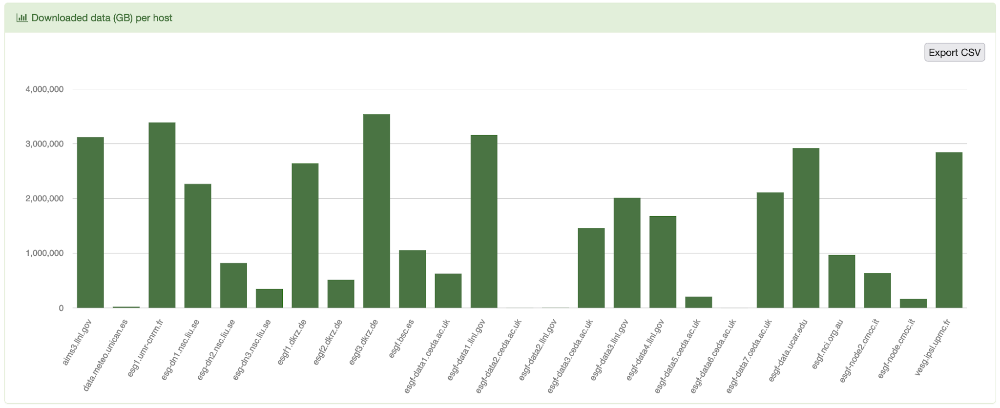 Downloaded data (GB) per host
Export CSV
4,000,000
3,000,000
2,000,000
1,000,000
0
aims3.llnl.gov
data.meteo.unican.es
esg1.umr-cnrm.fr
esg-dn1.nsc.liu.se
esg-dn2.nsc.liu.se
esg-dn3.nsc.liu.se
esgf1.dkrz.de
esgf2.dkrz.de
esgf3.dkrz.de
esgf.bsc.es
esgf-data1.ceda.ac.uk
esgf-data1.llnl.gov
esgf-data2.ceda.ac.uk
esgf-data2.llnl.gov
esgf-data3.ceda.ac.uk
esgf-data3.llnl.gov
esgf-data4.llnl.gov
esgf-data5.ceda.ac.uk
esgf-data6.ceda.ac.uk
esgf-data7.ceda.ac.uk
esgf-data.ucar.edu
esgf.nci.org.au
esgf-node2.cmcc.it
esgf-node.cmcc.it
vesg.ipsl.upmc.fr